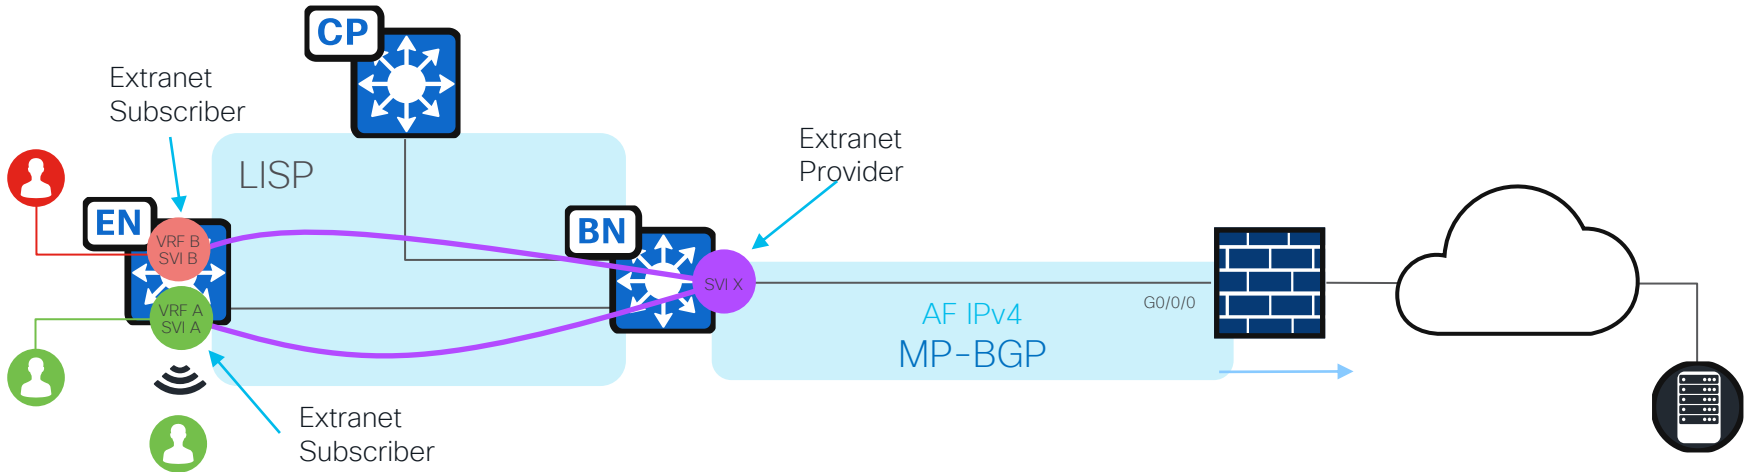 CP
Extranet
Subscriber
LISP
Extranet
Provider
EN
VRF B
SVI B
BN
SVI X
VRF A
SVI A
G0/0/0
AF IPv4
MP-BGP
Extranet
Subscriber